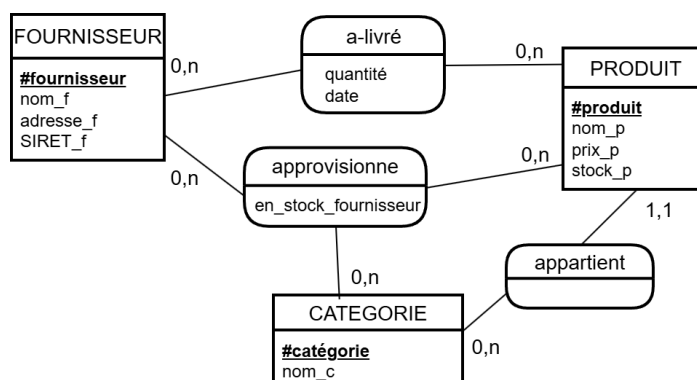 FOURNISSEUR
#fournisseur
nom_f
adresse_f
SIRET_f
0,n
0,n
a-livré
quantité
date
0,n
PRODUIT
#produit
nom_p
prix_p
stock_p
0,n
1,1
approvisionne
en_stock_fournisseur
0,n
appartient
0,n
CATEGORIE
#catégorie
nom_c